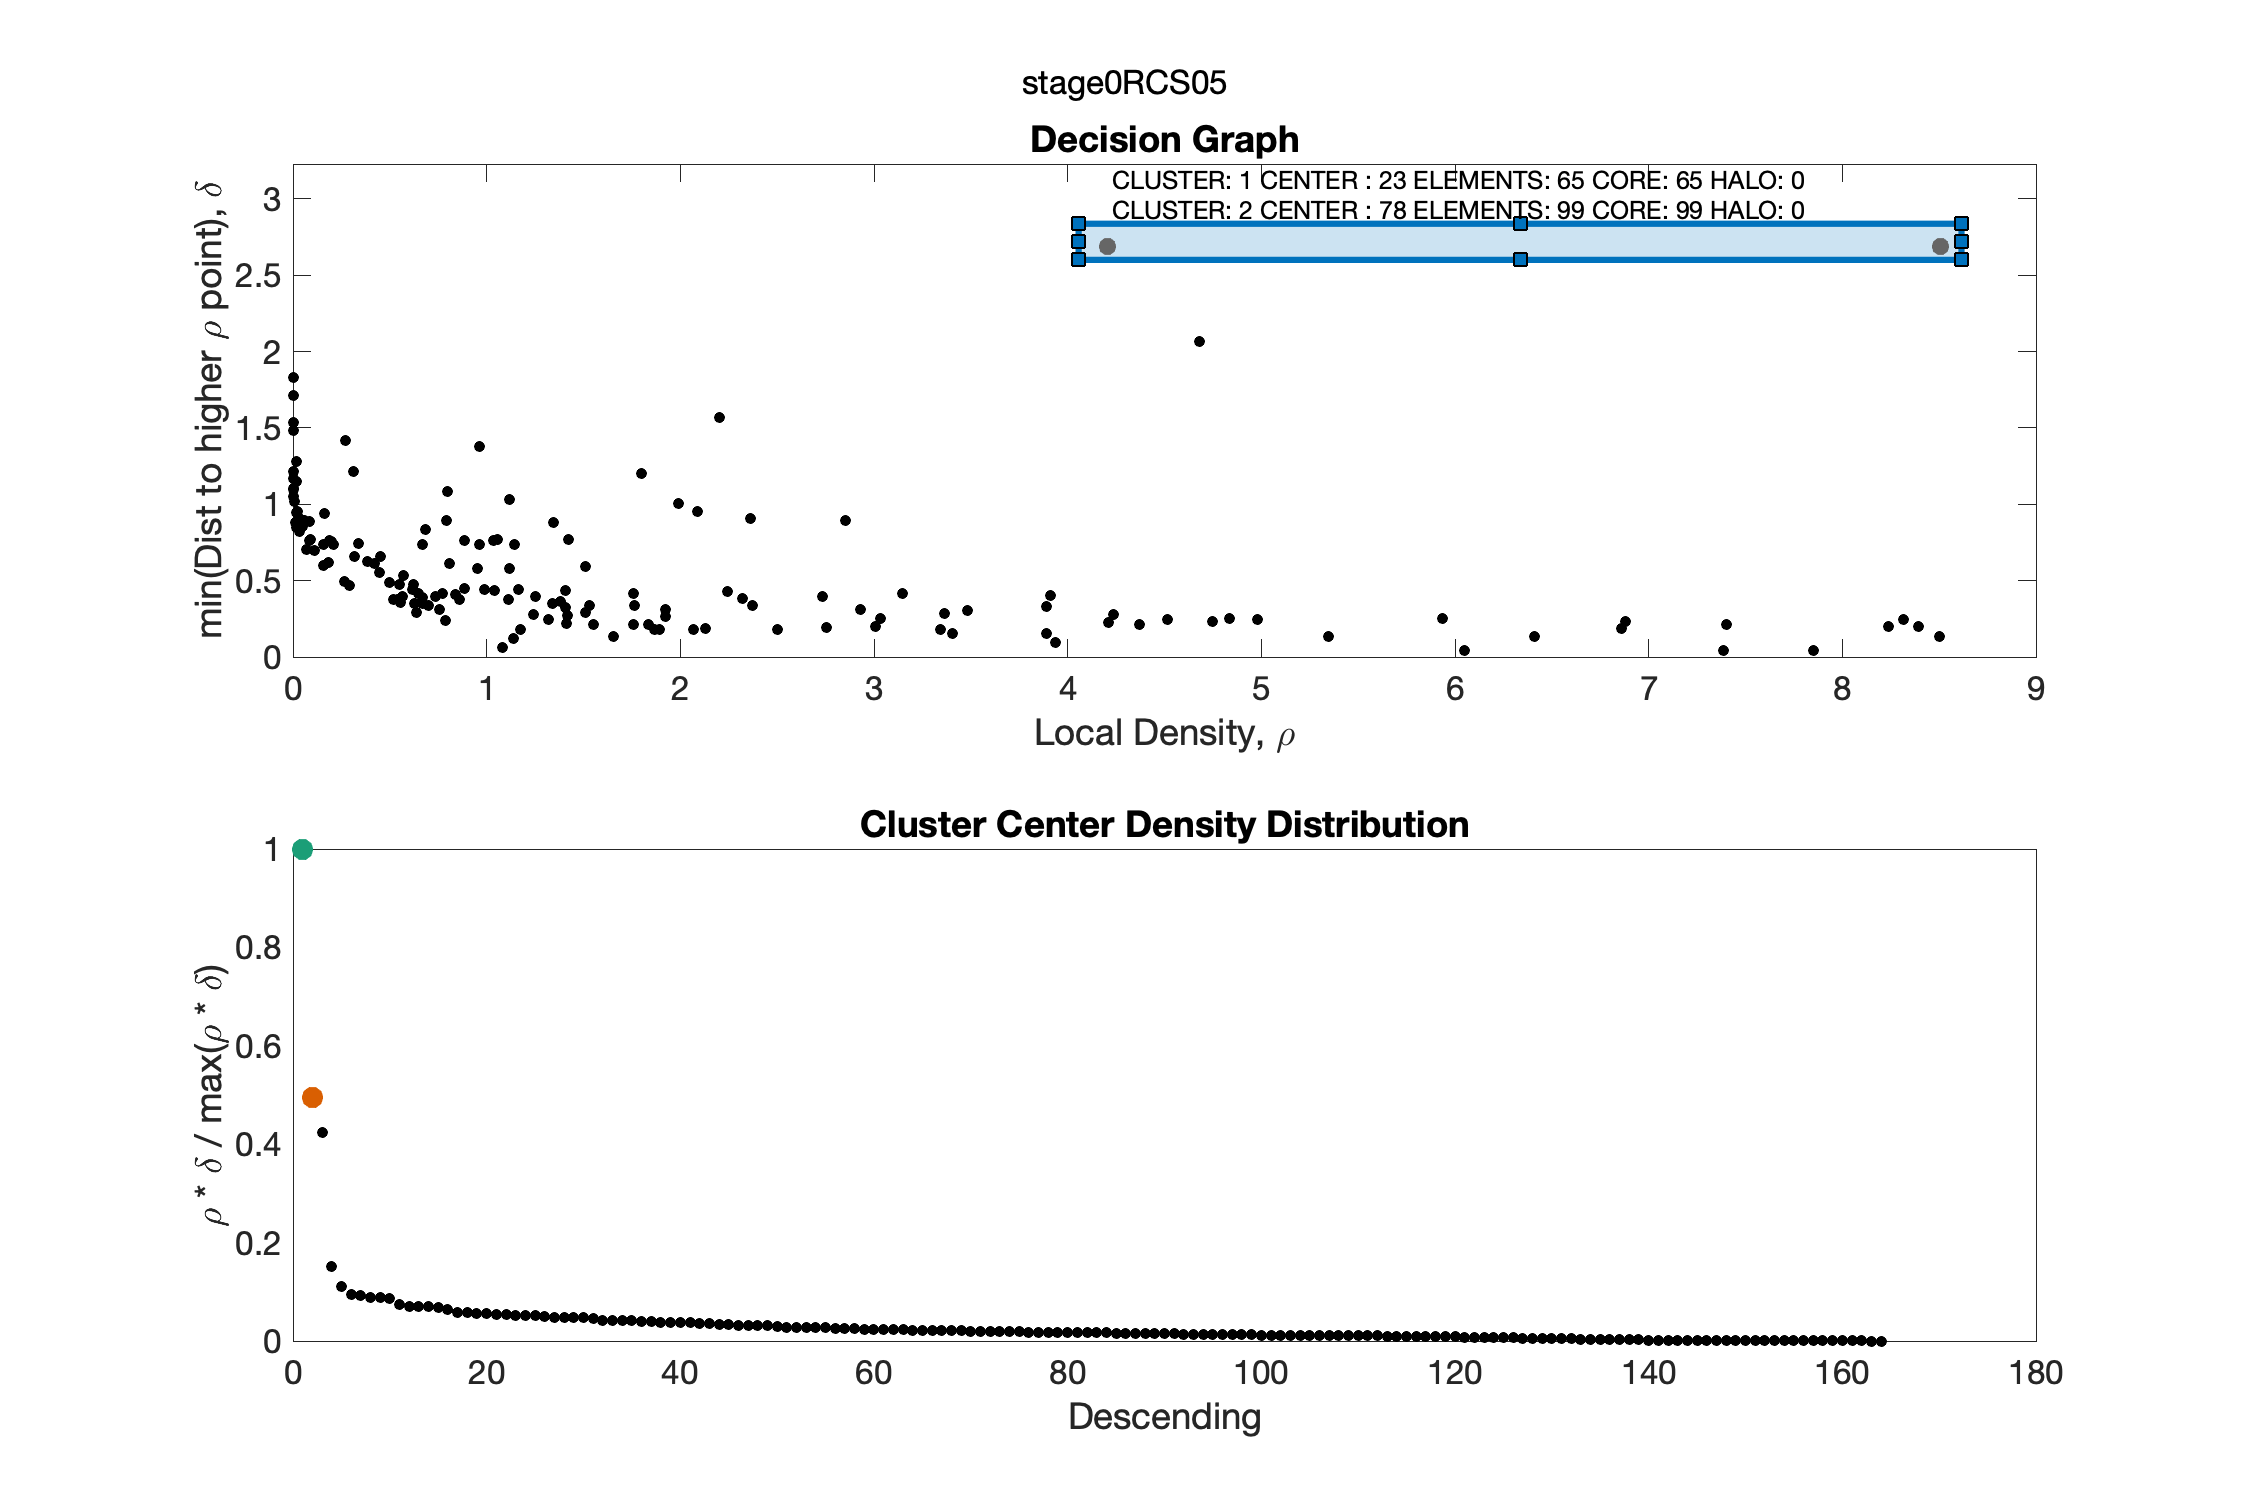 stage0RCS05
Decision Graph
CLUSTER: 1 CENTER : 23 ELEMENTS: 65 CORE: 65 HALO: 0
CLUSTER: 2 CENTER : 78 ELEMENTS: 99 CORE: 99 HALO: 0
min(Dist to higher ρ point), δ
3
2.5
2
1.5
1
0.5
0
0 1 2 3 4 5 6 7 8 9
Local Density, ρ
Cluster Center Density Distribution
ρ * δ / max(ρ * δ)
1
0.8
0.6
0.4
0.2
0
0 20 40 60 80 100 120 140 160 180
Descending